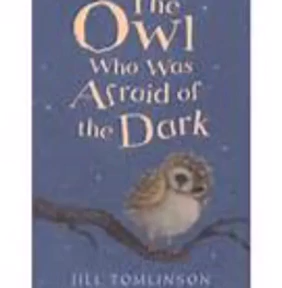 The
Owl
Who Was
Afraid of
the Dark
JILL TOMLINSON